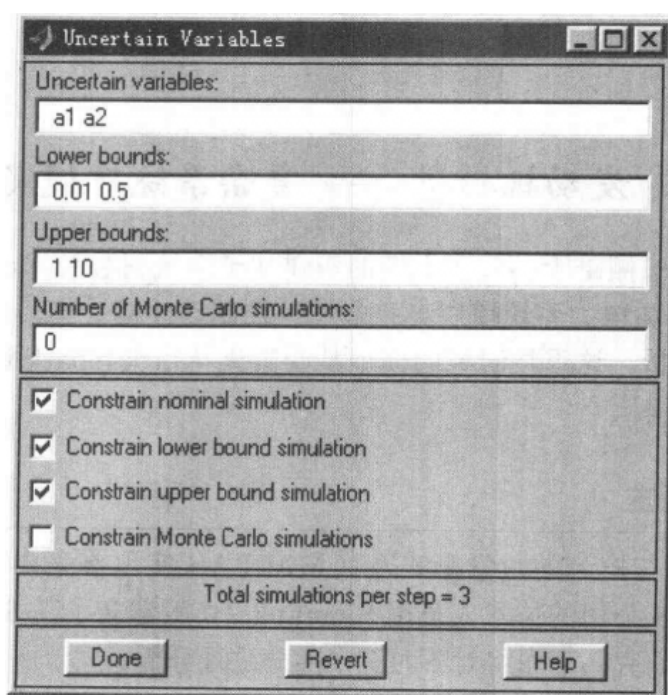 Uncertain Variables
Uncertain variables:
a1 a2
Lower bounds:
0.01 0.5
Upper bounds:
1 10
Number of Monte Carlo simulations:
0
Constrain nominal simulation
Constrain lower bound simulation
Constrain upper bound simulation
Constrain Monte Carlo simulations
Total simulations per step = 3
Done Revert Help